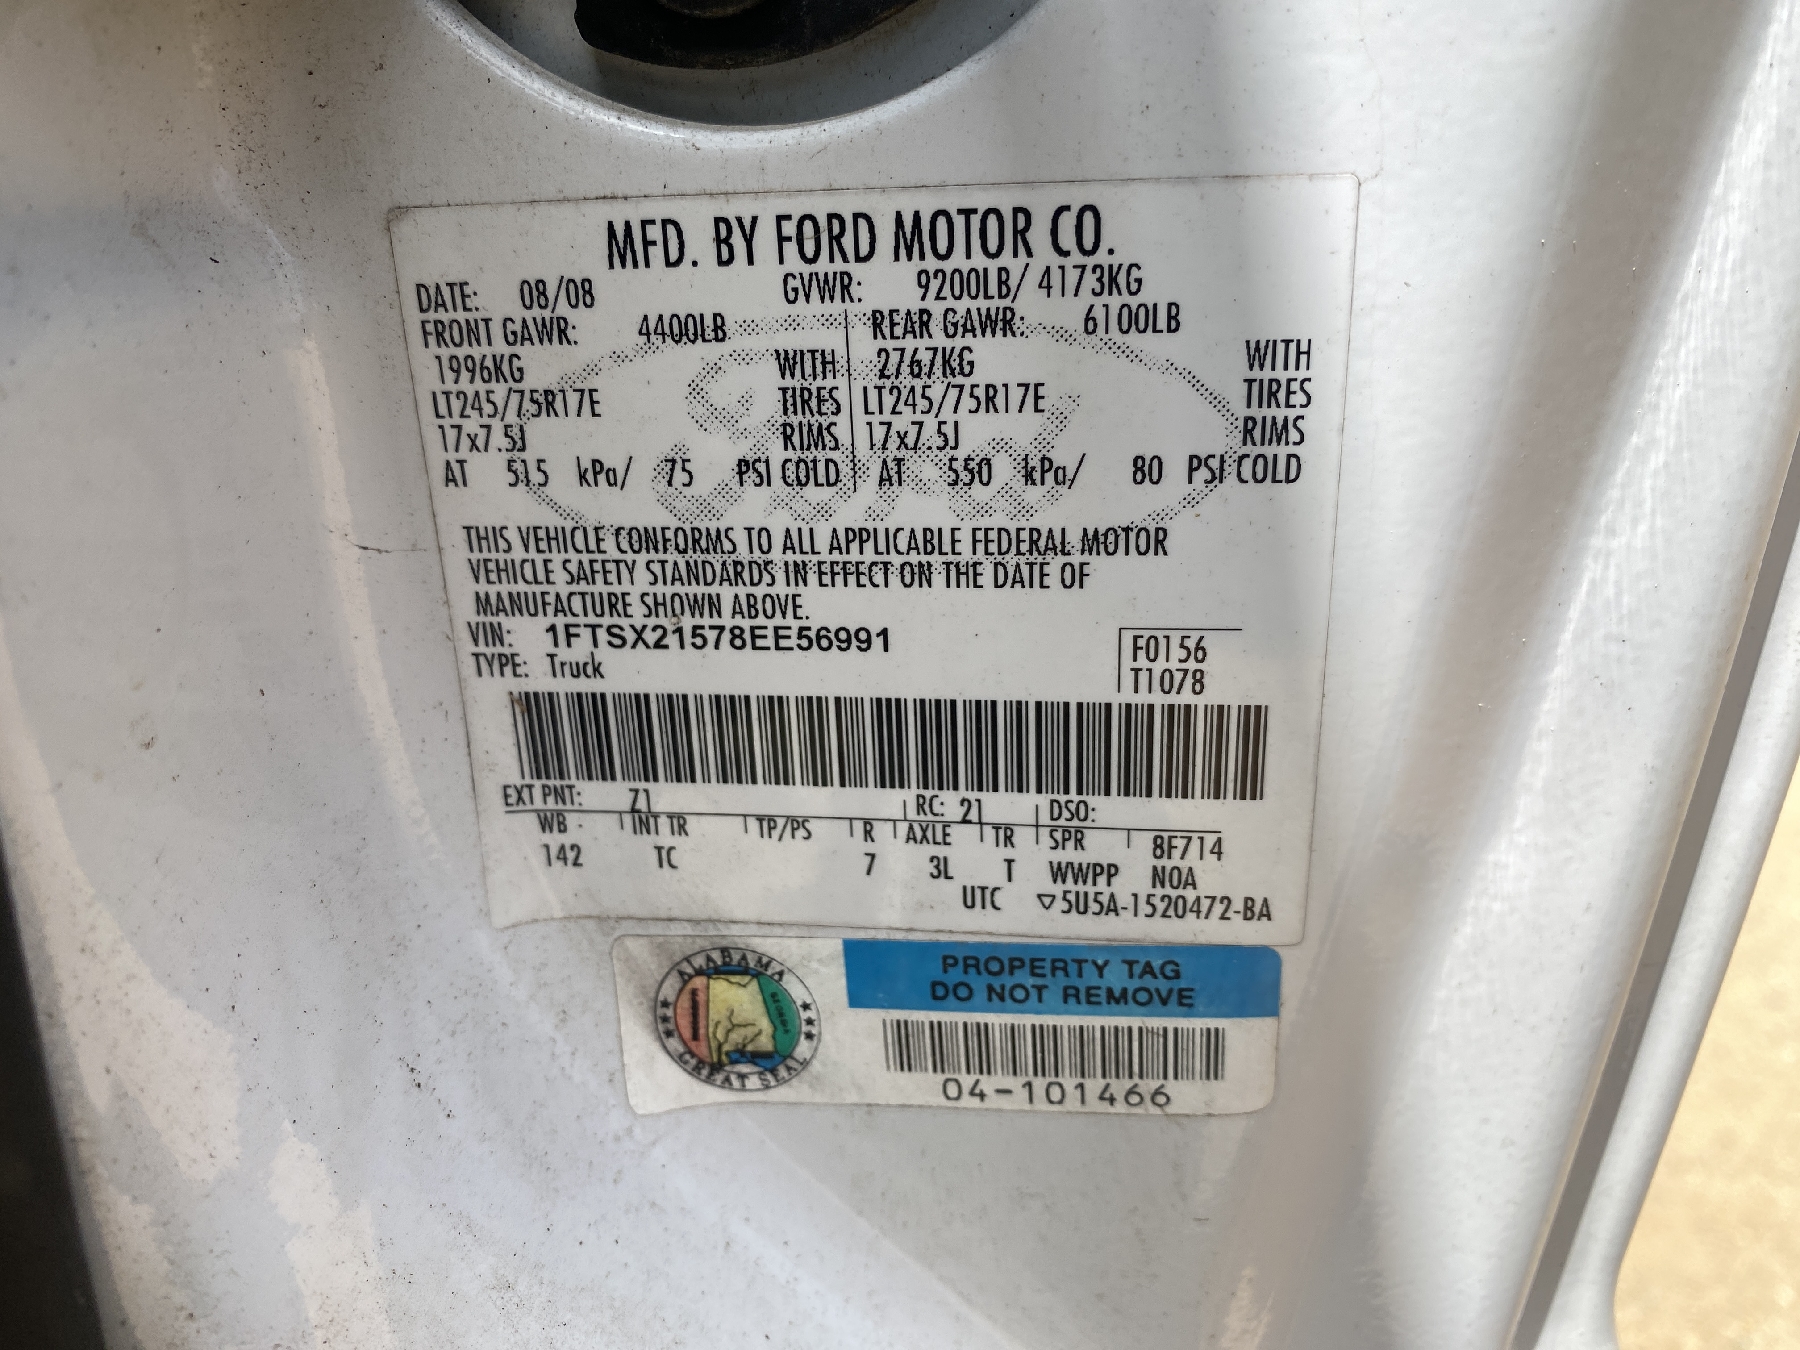 MFD. BY FORD MOTOR CO.
DATE: 08/08 GVWR: 9200LB/ 4173KG
FRONT GAWR: 4400LB REAR GAWR: 6100LB
1996KG WITH 2767KG WITH
LT245/75R17E TIRES LT245/75R17E TIRES
17x7.5J RIMS 17x7.5J RIMS
AT 515 kPa/ 75 PSI COLD AT 550 kPa/ 80 PSI COLD
Ford
THIS VEHICLE CONFORMS TO ALL APPLICABLE FEDERAL MOTOR
VEHICLE SAFETY STANDARDS IN EFFECT ON THE DATE OF
MANUFACTURE SHOWN ABOVE.
VIN: 1FTSX21578EE56991
TYPE: Truck
F0156
T1078
EXT PNT: Z1 RC: 21 DSO:
WB INT TR TP/PS R AXLE TR SPR 8F714
142 TC 7 3L T WWPP N0A
UTC ▽5U5A-1520472-BA
ALABAMA
GREAT SEAL
PROPERTY TAG
DO NOT REMOVE
04-101466